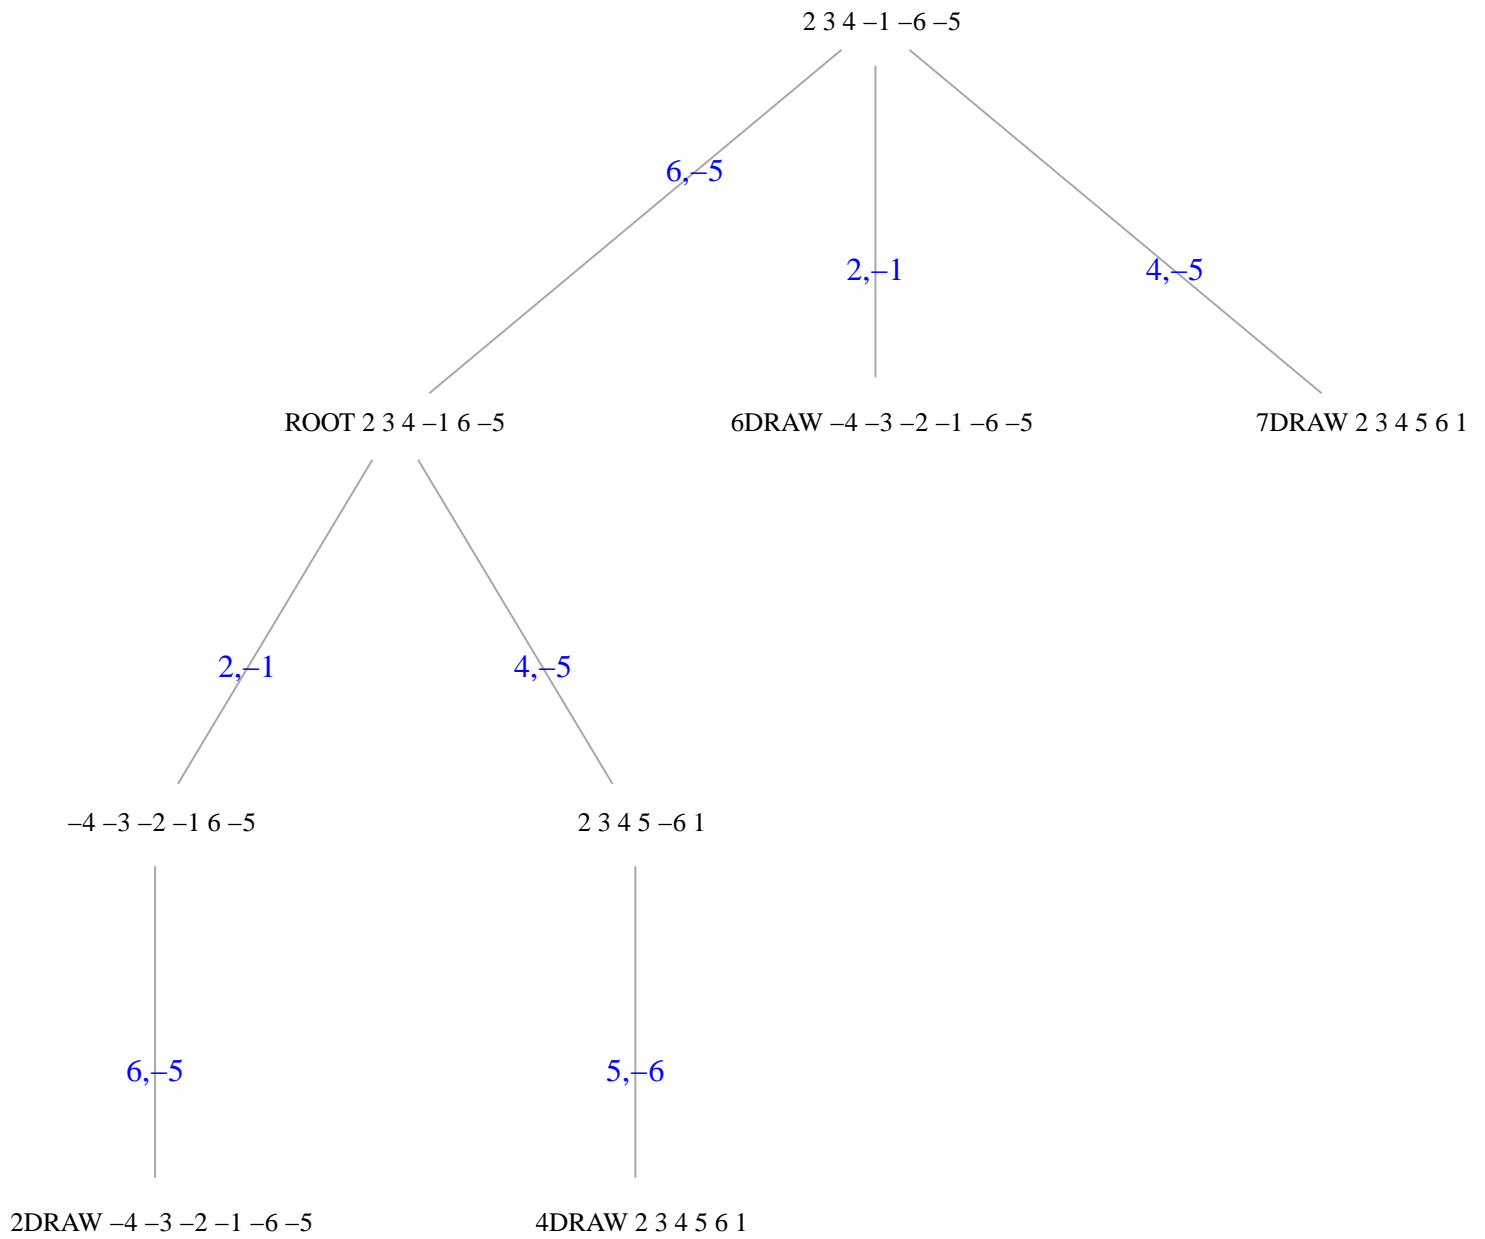 2 3 4 –1 –6 –5
6,–5
2,–1
4,–5
ROOT 2 3 4 –1 6 –5
6DRAW –4 –3 –2 –1 –6 –5
7DRAW 2 3 4 5 6 1
2,–1
4,–5
–4 –3 –2 –1 6 –5
2 3 4 5 –6 1
6,–5
5,–6
2DRAW –4 –3 –2 –1 –6 –5
4DRAW 2 3 4 5 6 1